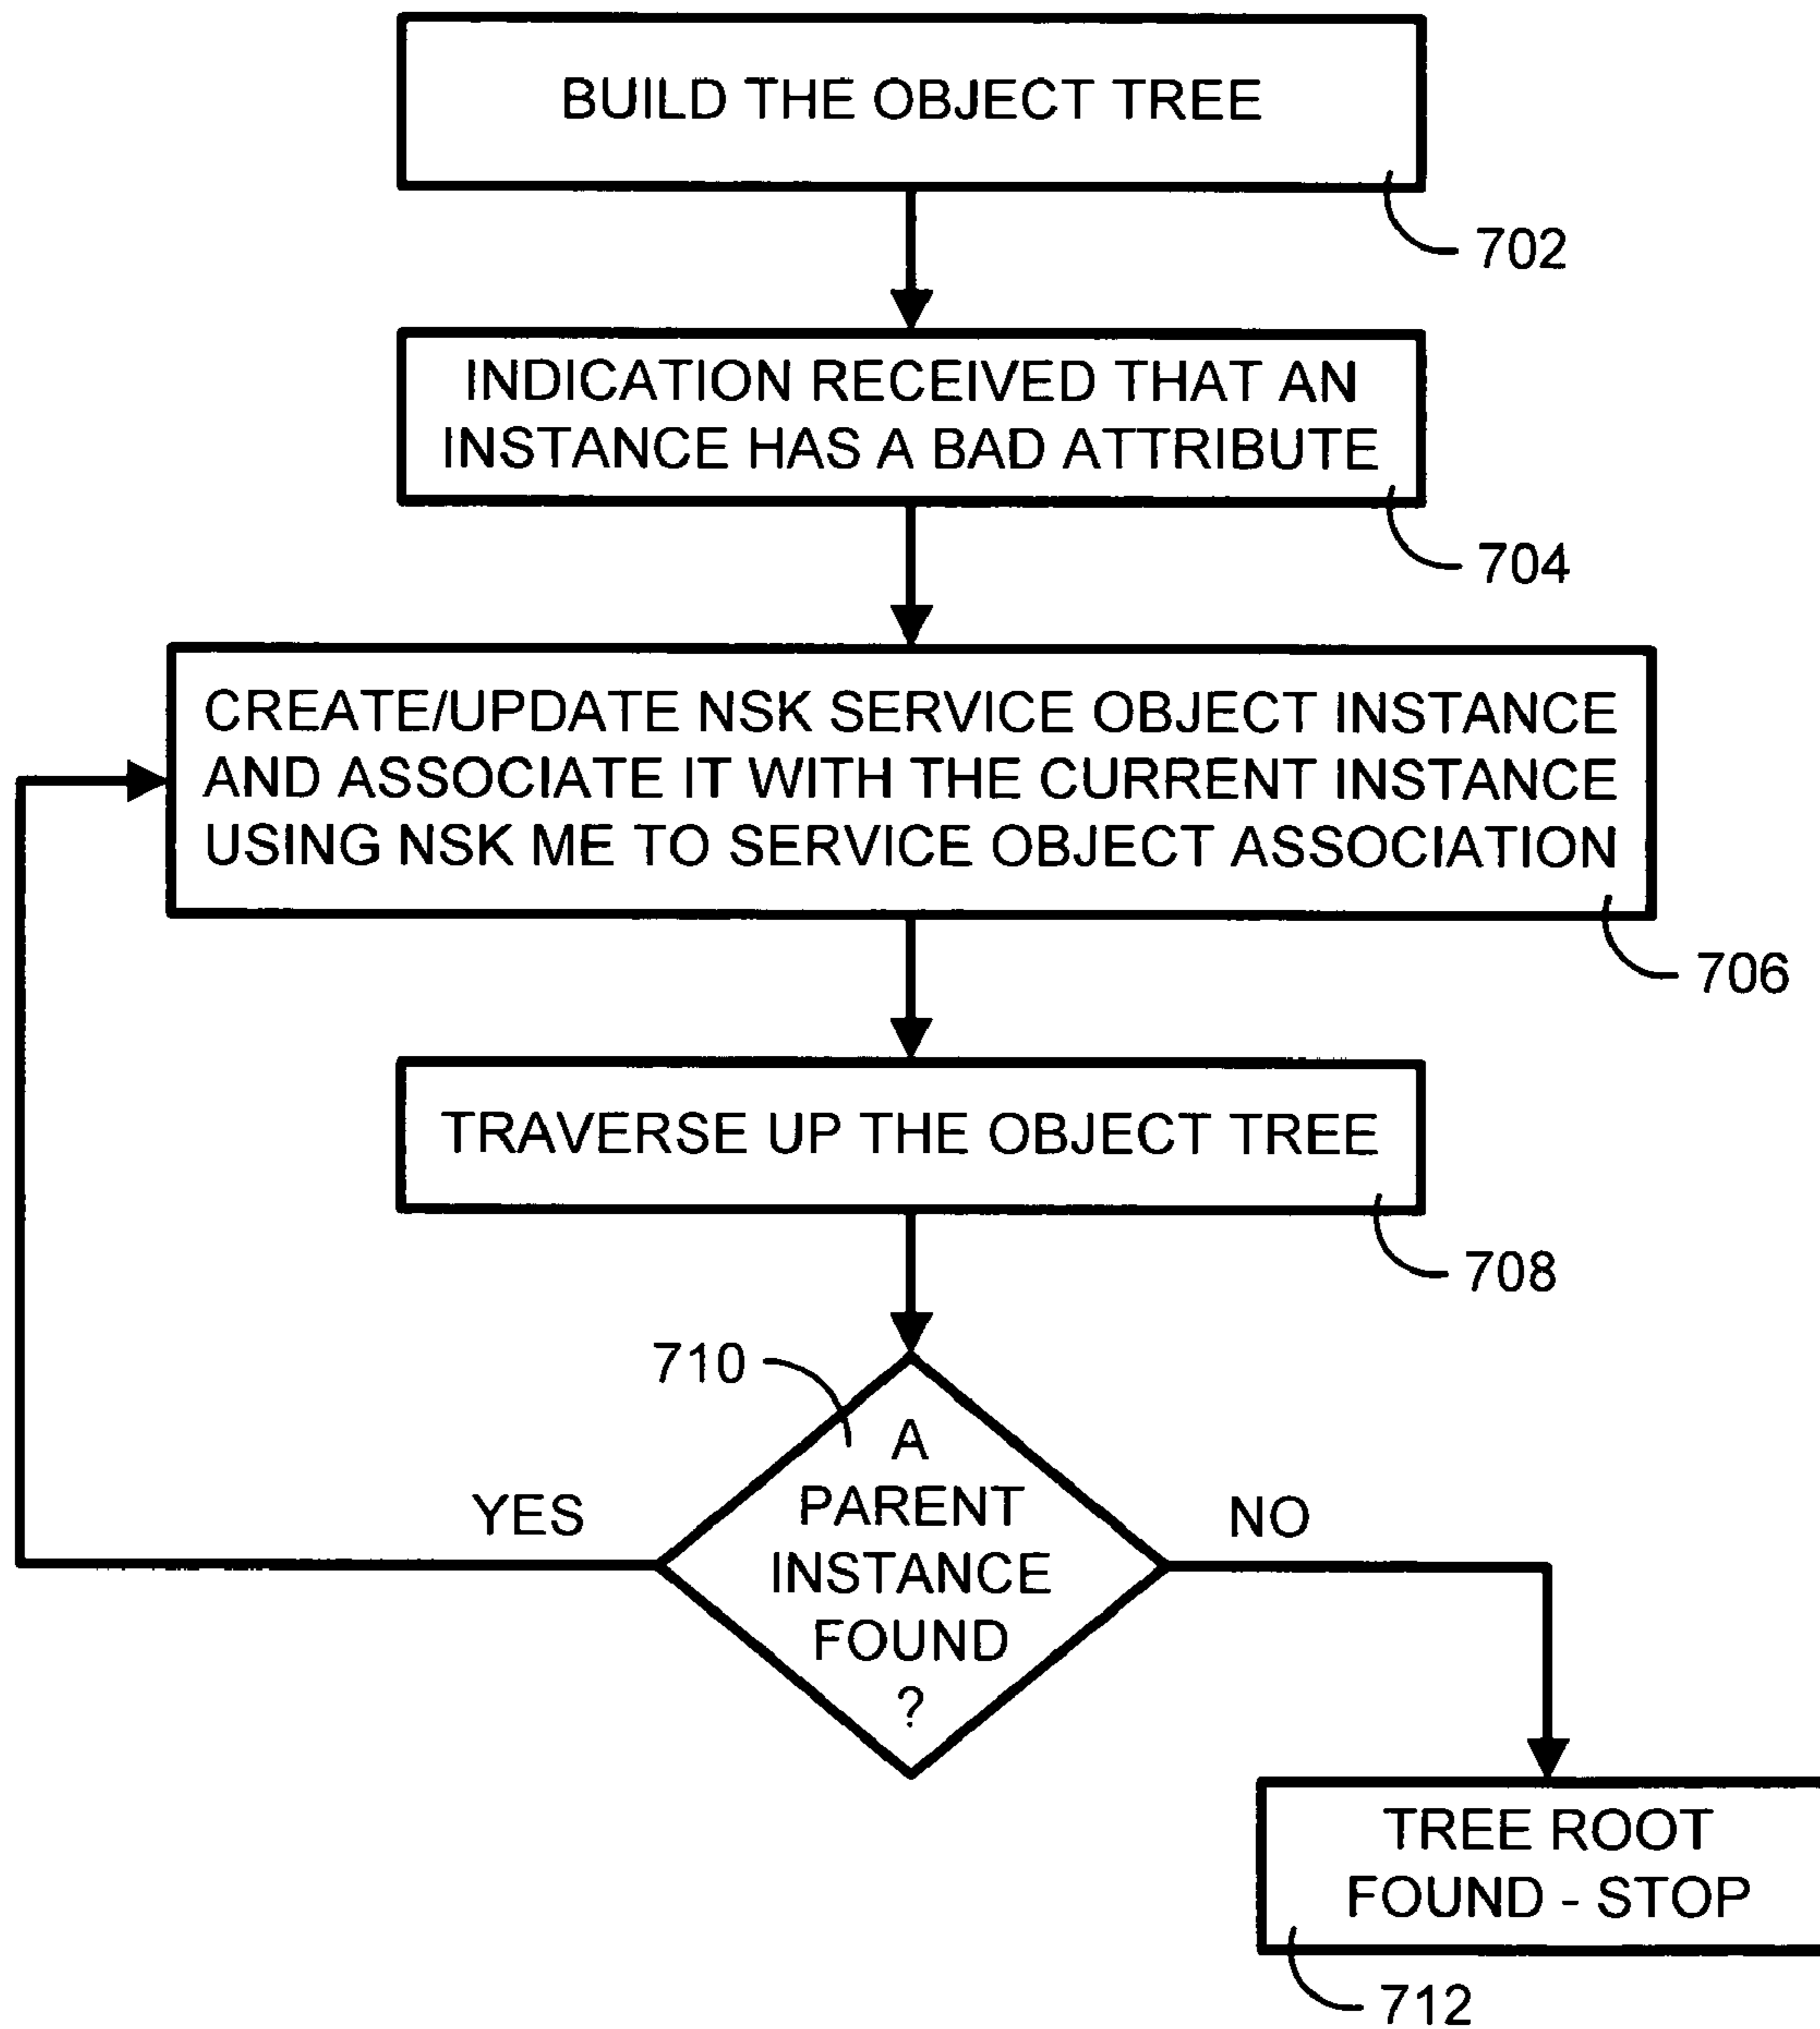 BUILD THE OBJECT TREE
702
INDICATION RECEIVED THAT AN
INSTANCE HAS A BAD ATTRIBUTE
704
CREATE/UPDATE NSK SERVICE OBJECT INSTANCE
AND ASSOCIATE IT WITH THE CURRENT INSTANCE
USING NSK ME TO SERVICE OBJECT ASSOCIATION
706
TRAVERSE UP THE OBJECT TREE
708
710
A
PARENT
INSTANCE
FOUND
?
YES
NO
TREE ROOT
FOUND - STOP
712